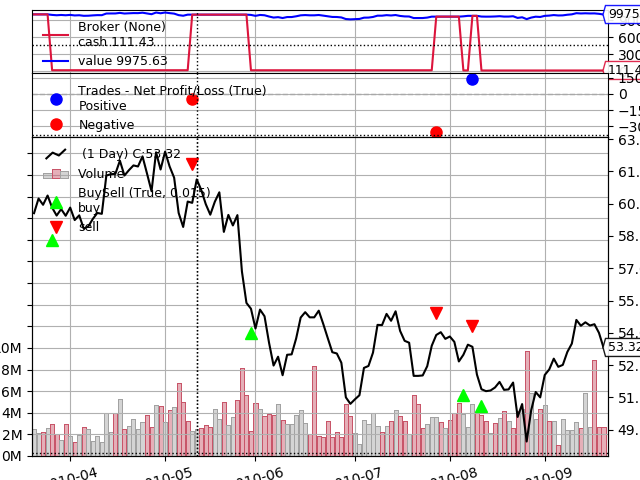 Broker (None)
cash 111.43
value 9975.63
9975
600
300
111.4
Trades - Net Profit/Loss (True)
Positive
Negative
150
0
−15
−30
(1 Day) C:53.32
Volume
BuySell (True, 0.015)
buy
sell
63.
61.
60.
58.
57.
55.
54.
53.32
52.
51.
49.
8M
6M
4M
2M
0M
010-04
010-05
010-06
010-07
010-08
010-09